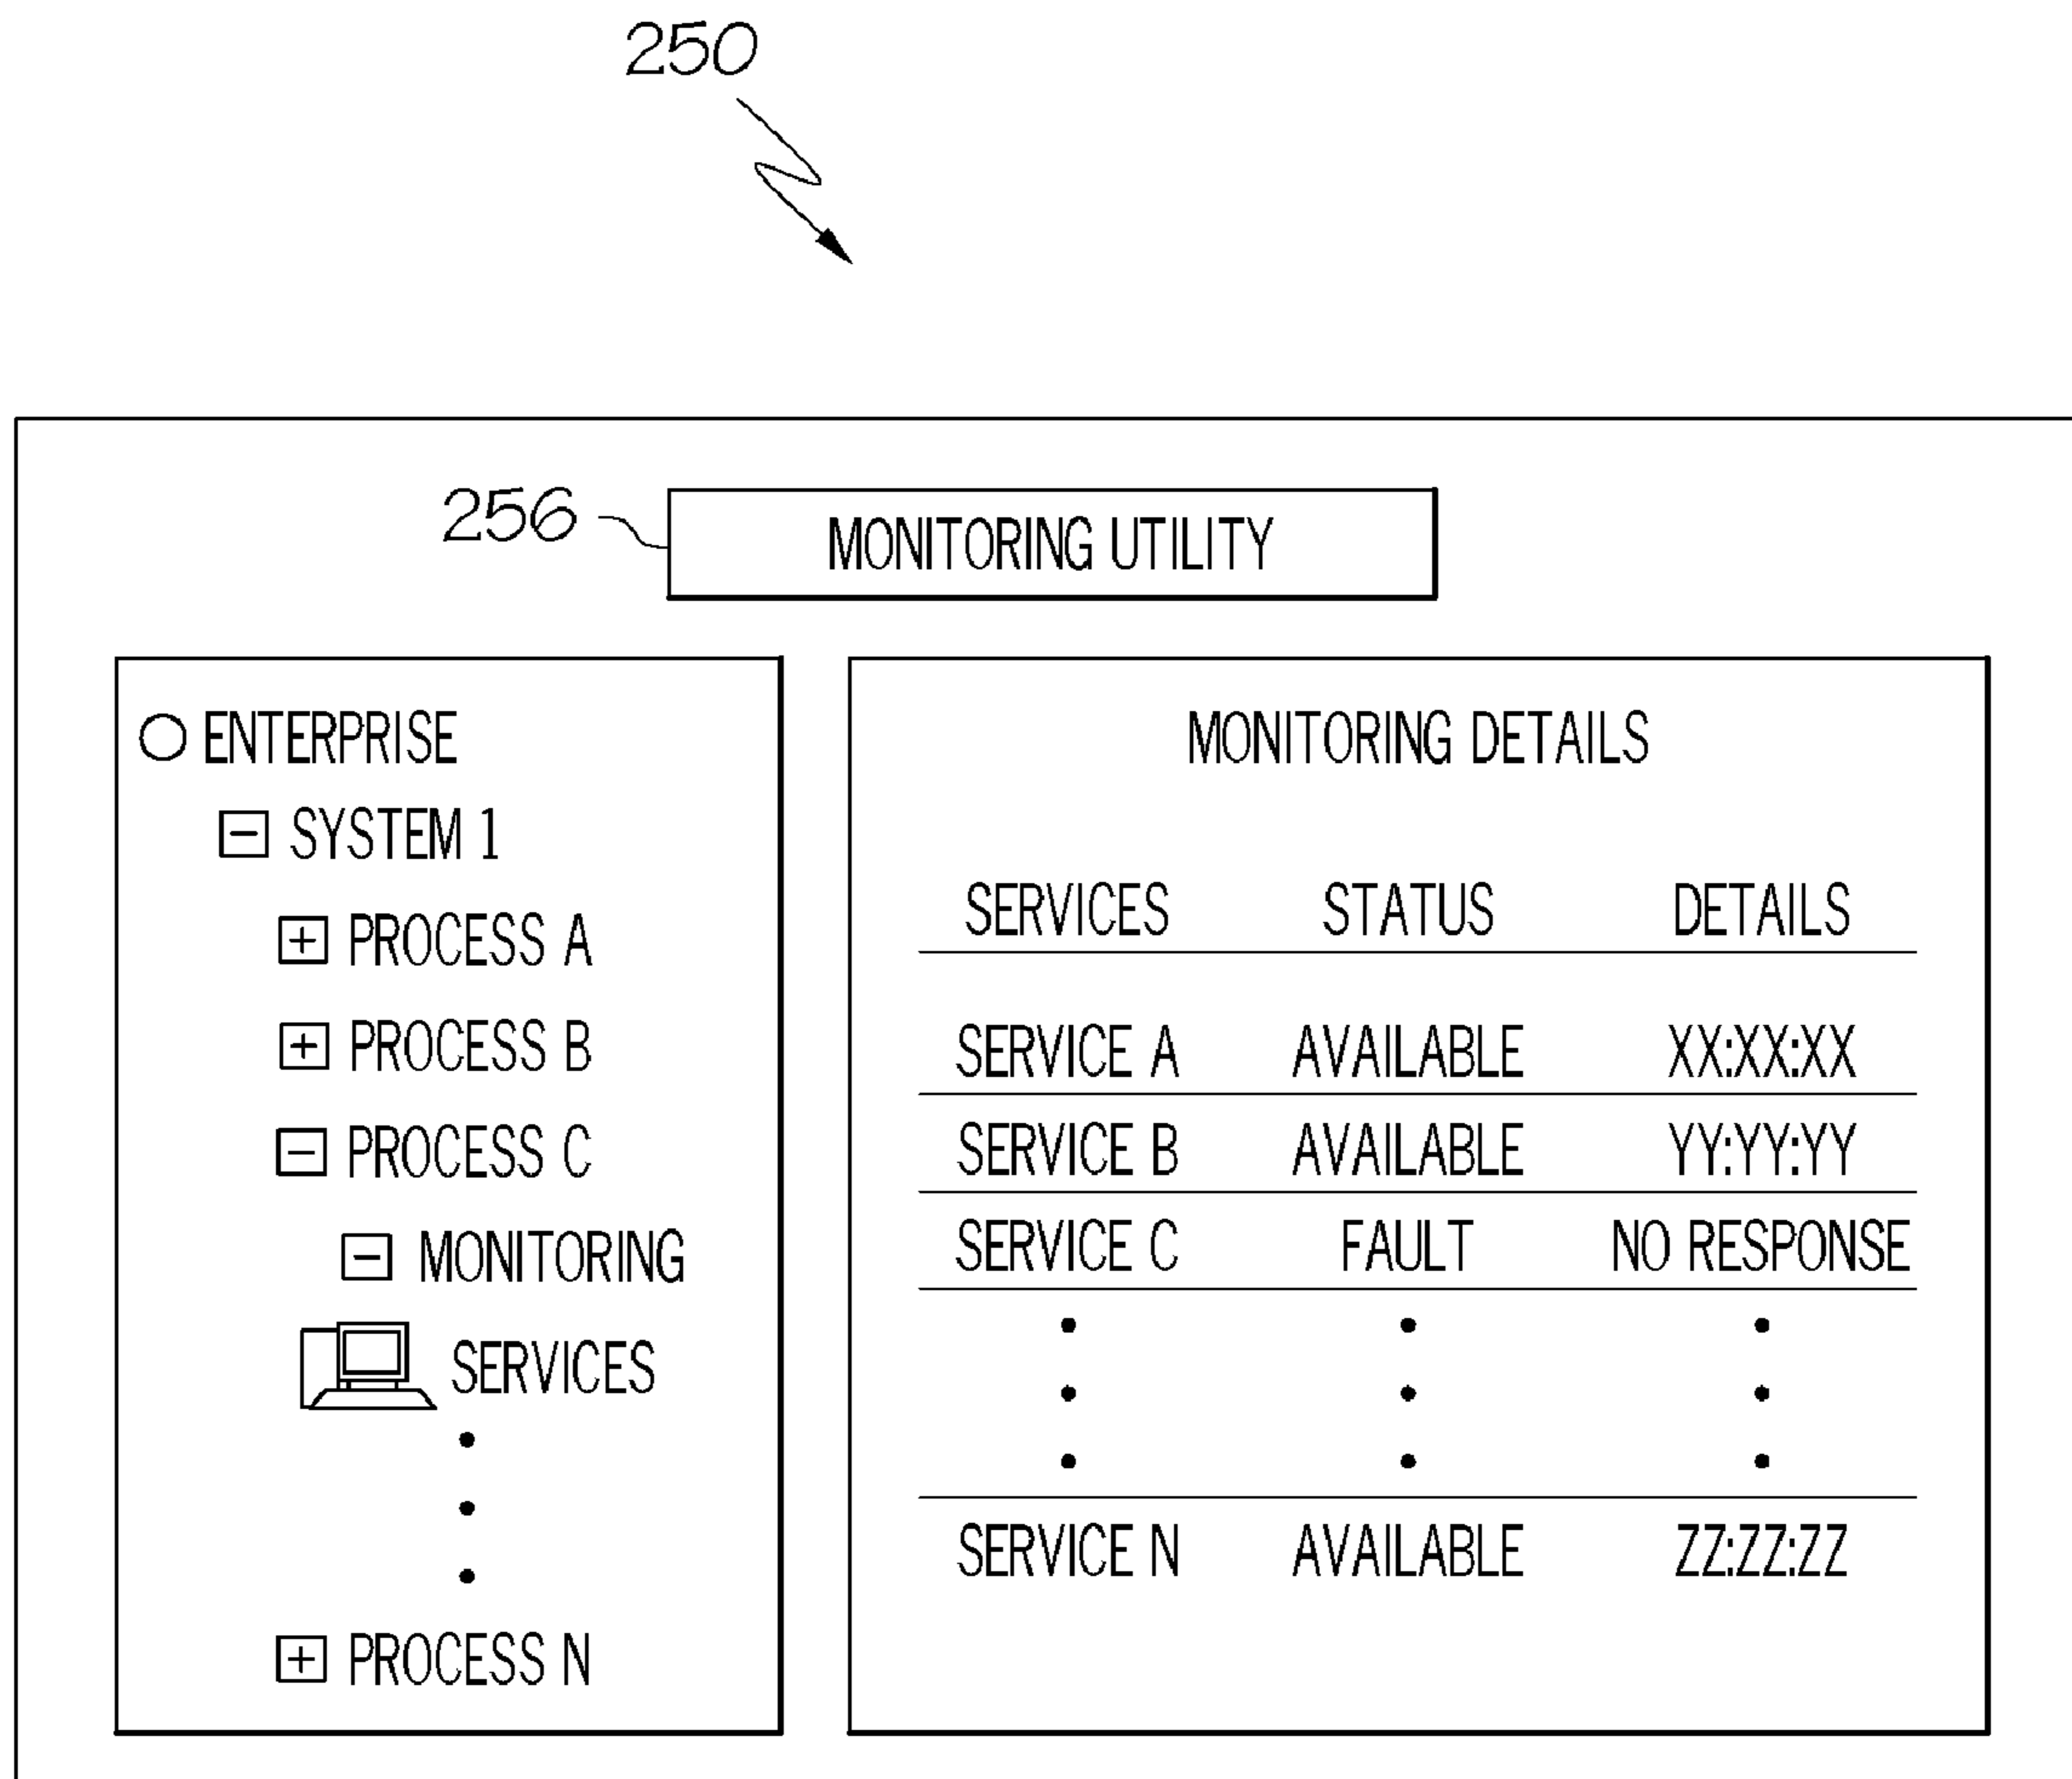 250
256
MONITORING UTILITY
ENTERPRISE
SYSTEM 1
PROCESS A
PROCESS B
PROCESS C
MONITORING
SERVICES
PROCESS N
MONITORING DETAILS
SERVICES STATUS DETAILS
SERVICE A AVAILABLE XX:XX:XX
SERVICE B AVAILABLE YY:YY:YY
SERVICE C FAULT NO RESPONSE
SERVICE N AVAILABLE ZZ:ZZ:ZZ